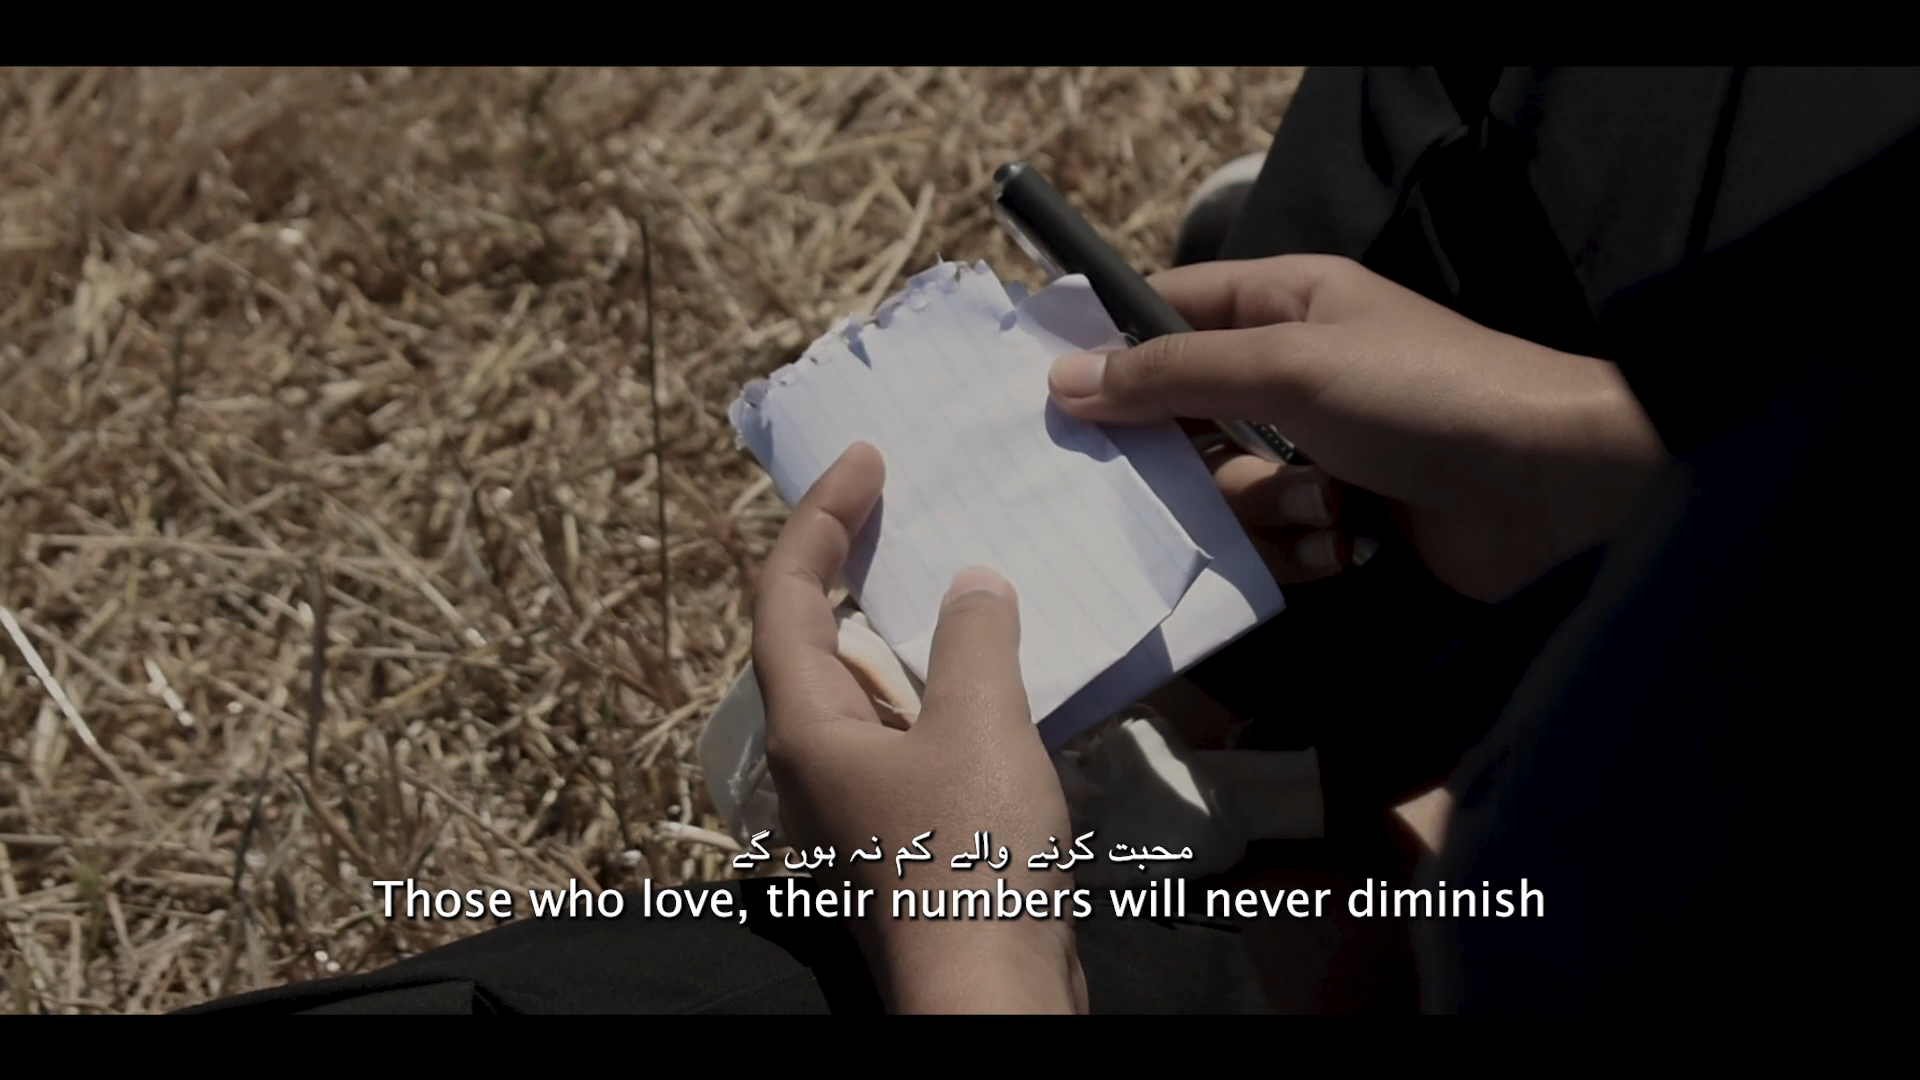 محبت کرنے والے کم نہ ہوں گے
Those who love, their numbers will never diminish